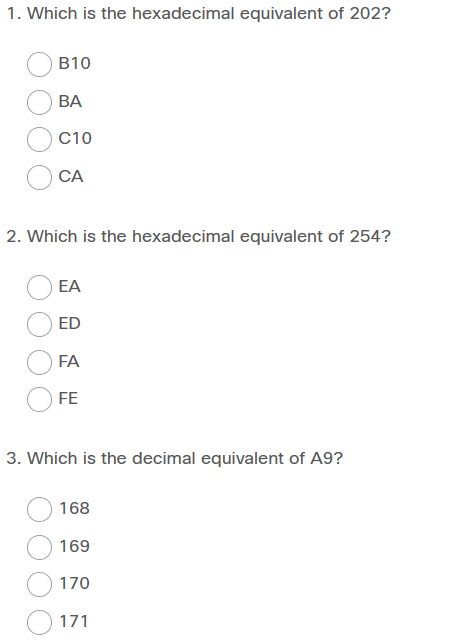 1. Which is the hexadecimal equivalent of 202?
B10
BA
C10
CA
2. Which is the hexadecimal equivalent of 254?
EA
ED
FA
FE
3. Which is the decimal equivalent of A9?
168
169
170
171